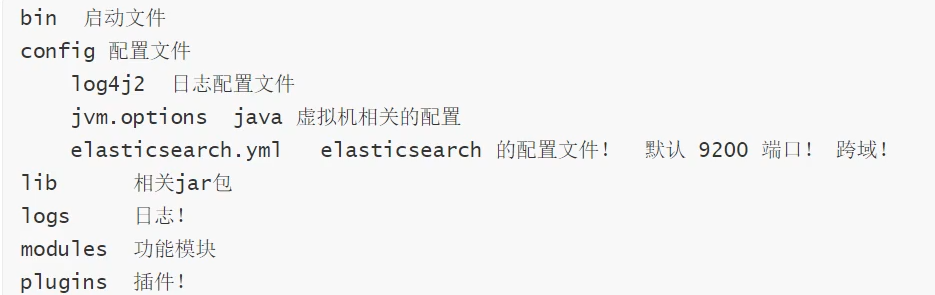 bin  启动文件
config 配置文件
    log4j2  日志配置文件
    jvm.options  java 虚拟机相关的配置
    elasticsearch.yml   elasticsearch 的配置文件!  默认 9200 端口! 跨域!
lib      相关jar包
logs     日志!
modules  功能模块
plugins  插件!